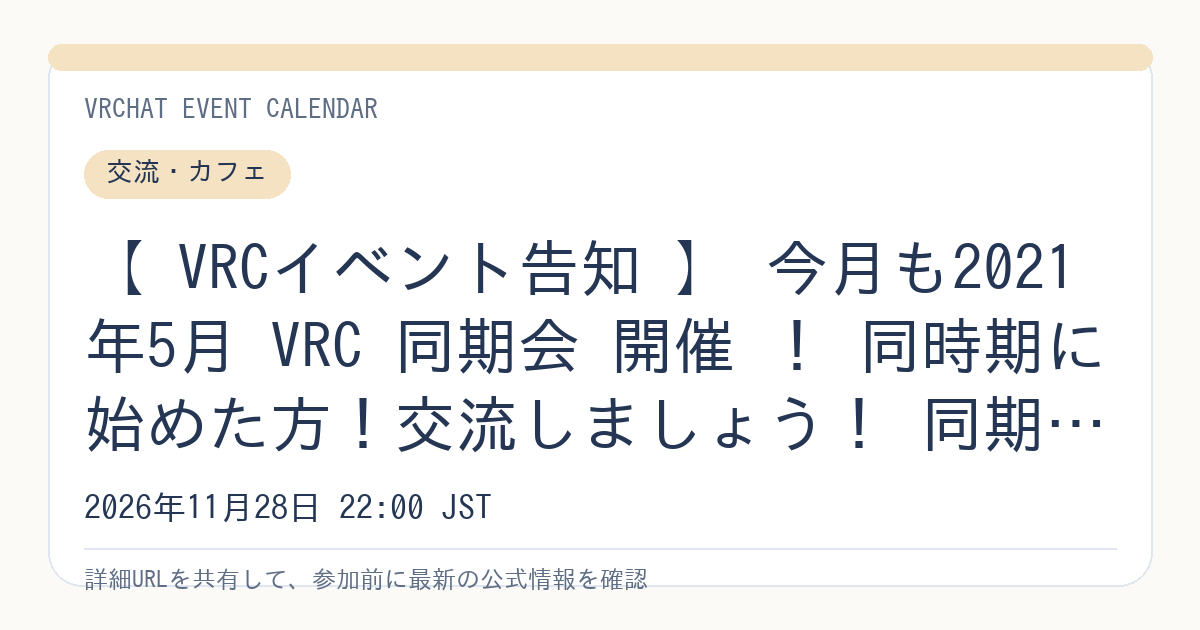 VRCHAT EVENT CALENDAR
交流・カフェ
【 VRCイベント告知 】 今月も2021
年5月 VRC 同期会 開催 ! 同時期に
始めた方!交流しましょう! 同期…
2026年11月28日 22:00 JST
詳細URLを共有して、参加前に最新の公式情報を確認